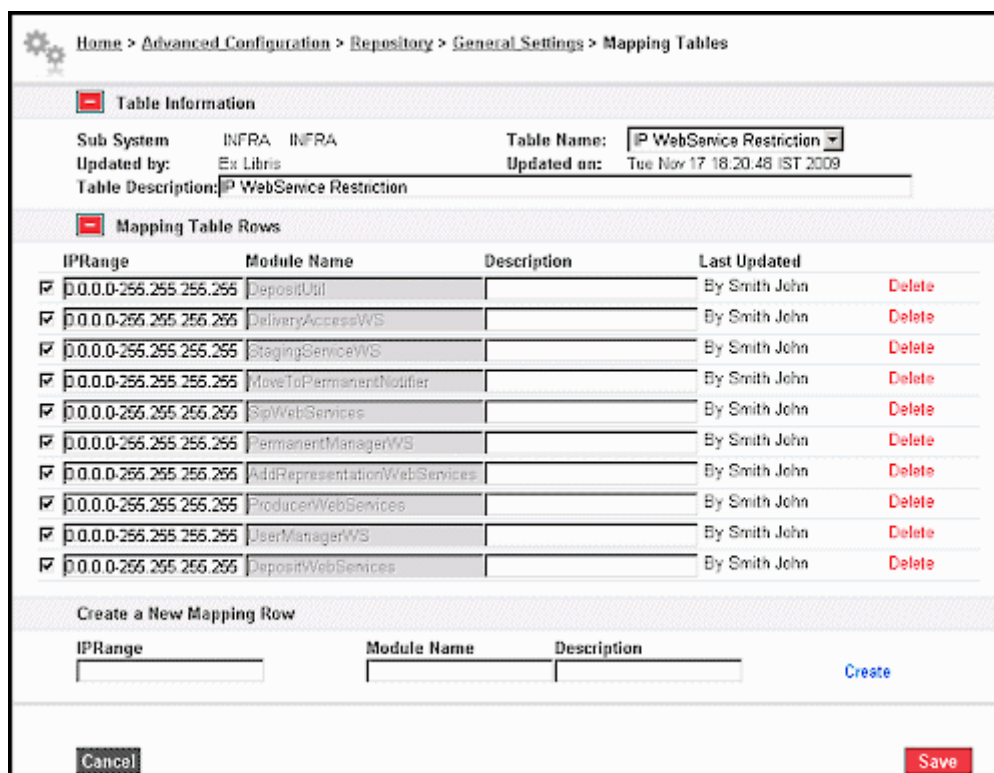 Home > Advanced Configuration > Repository > General Settings > Mapping Tables
Table Information
Sub System INFRA INFRA Table Name: IP WebService Restriction
Updated by: Ex Libris Updated on: Tue Nov 17 18:20:48 IST 2009
Table Description: IP WebService Restriction
Mapping Table Rows
IPRange Module Name Description Last Updated
0.0.0.0-255.255.255.255 DepositUtil By Smith John Delete
0.0.0.0-255.255.255.255 DeliveryAccessWS By Smith John Delete
0.0.0.0-255.255.255.255 StagingServiceWS By Smith John Delete
0.0.0.0-255.255.255.255 MoveToPermanentNotifier By Smith John Delete
0.0.0.0-255.255.255.255 SipWebServices By Smith John Delete
0.0.0.0-255.255.255.255 PermanentManagerWS By Smith John Delete
0.0.0.0-255.255.255.255 AddRepresentationWebServices By Smith John Delete
0.0.0.0-255.255.255.255 ProducerWebServices By Smith John Delete
0.0.0.0-255.255.255.255 UserManagerWS By Smith John Delete
0.0.0.0-255.255.255.255 DepositWebServices By Smith John Delete
Create a New Mapping Row
IPRange Module Name Description
Create
Cancel Save